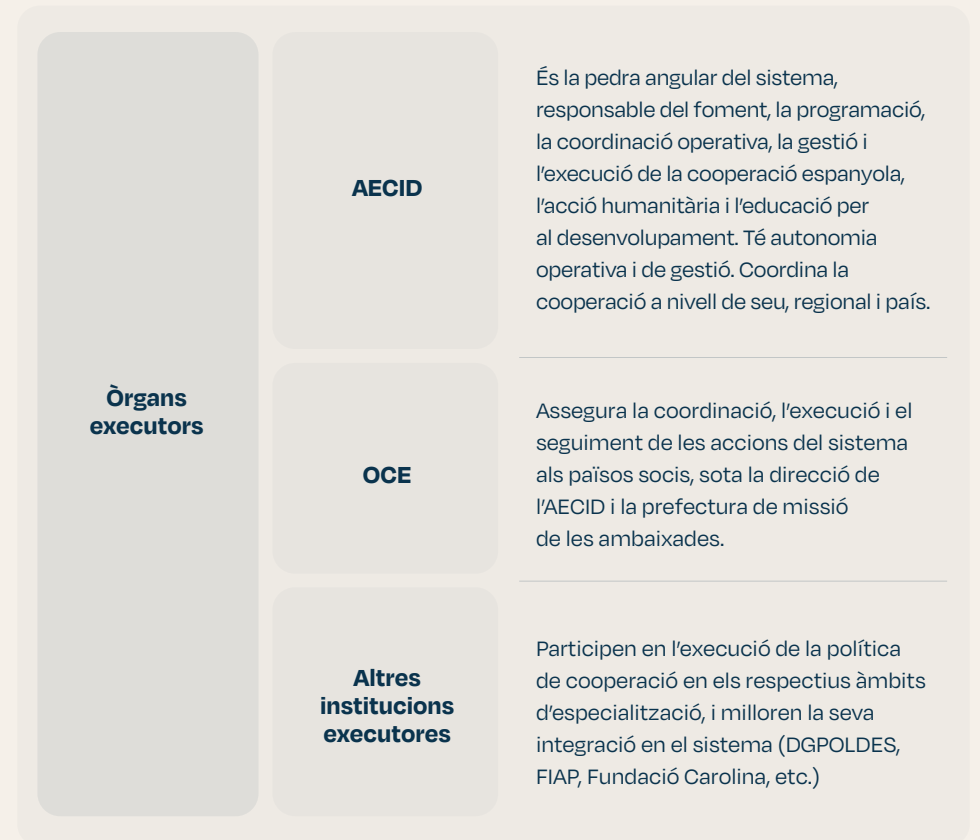 Òrgans
executors
AECID
És la pedra angular del sistema,
responsable del foment, la programació,
la coordinació operativa, la gestió i
l’execució de la cooperació espanyola,
l’acció humanitària i l’educació per
al desenvolupament. Té autonomia
operativa i de gestió. Coordina la
cooperació a nivell de seu, regional i país.
OCE
Assegura la coordinació, l’execució i el
seguiment de les accions del sistema
als països socis, sota la direcció de
l’AECID i la prefectura de missió
de les ambaixades.
Altres
institucions
executores
Participen en l’execució de la política
de cooperació en els respectius àmbits
d’especialització, i milloren la seva
integració en el sistema (DGPOLDES,
FIAP, Fundació Carolina, etc.)